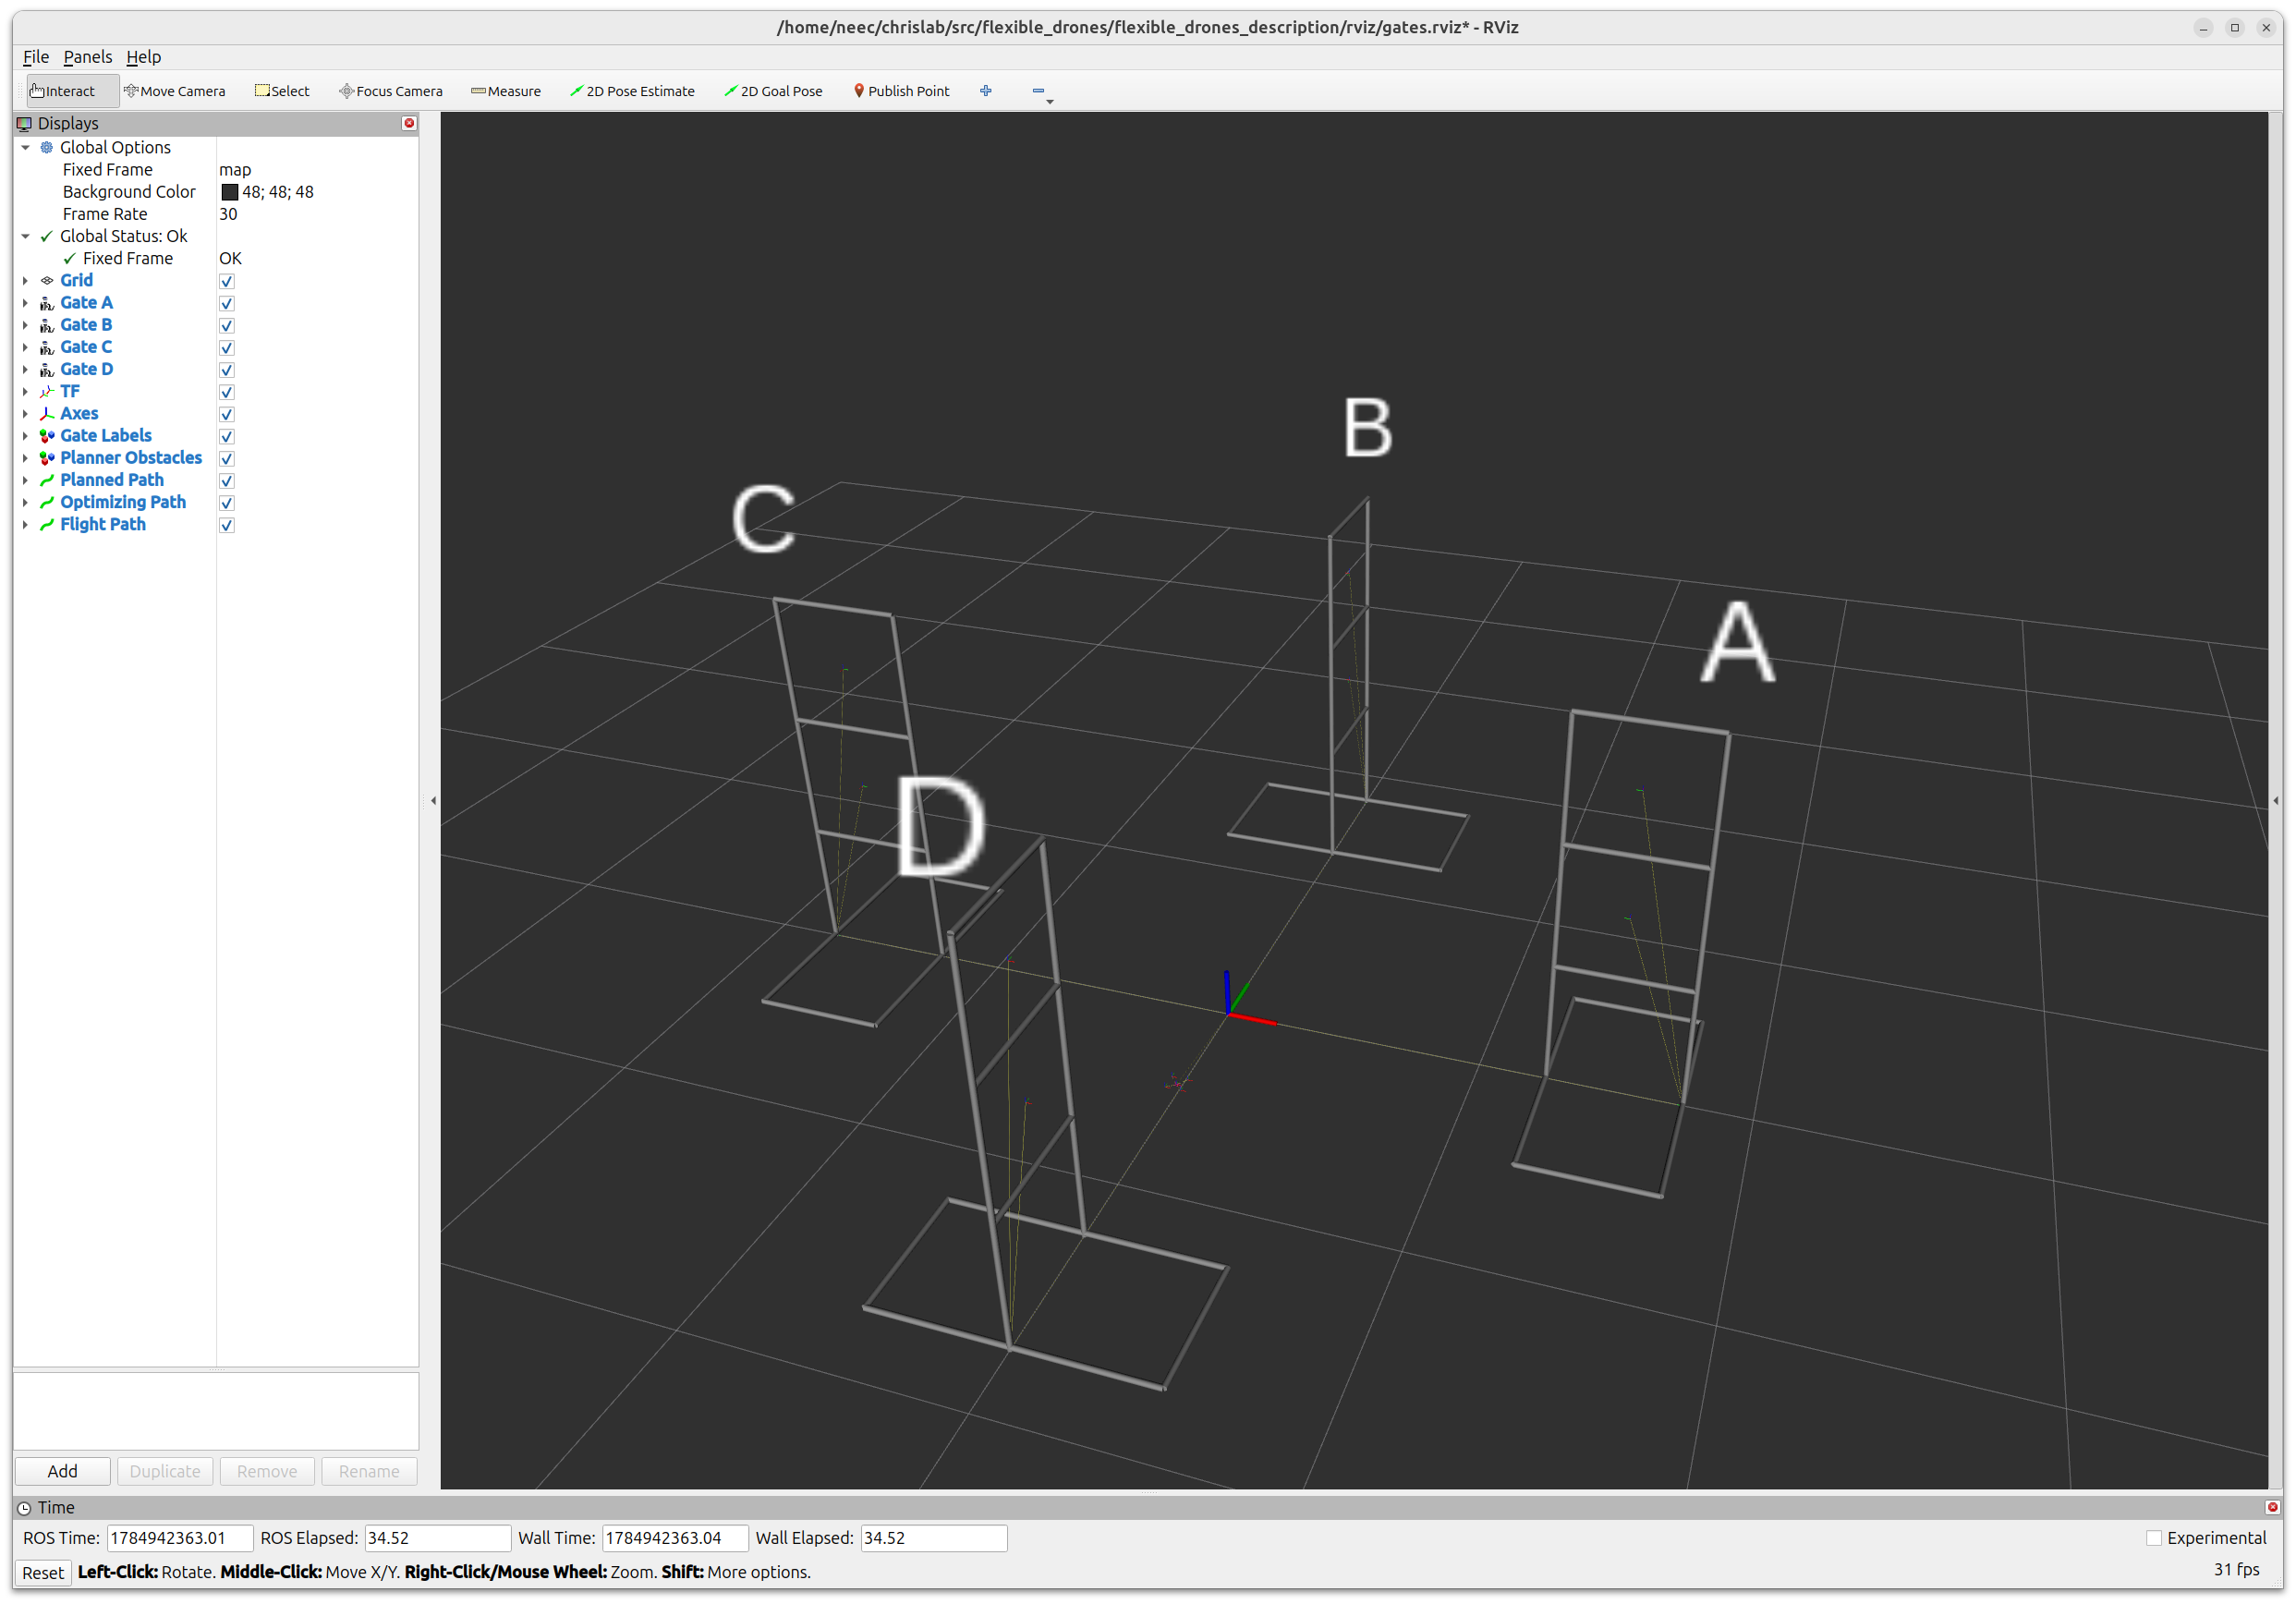 /home/neec/chrislab/src/flexible_drones/flexible_drones_description/rviz/gates.rviz* - RViz
File Panels Help
Interact Move Camera Select Focus Camera Measure 2D Pose Estimate 2D Goal Pose Publish Point
Displays
Global Options
Fixed Frame map
Background Color 48; 48; 48
Frame Rate 30
Global Status: Ok
Fixed Frame OK
Grid
Gate A
Gate B
Gate C
Gate D
TF
Axes
Gate Labels
Planner Obstacles
Planned Path
Optimizing Path
Flight Path
B
C
A
D
Add Duplicate Remove Rename
Time
ROS Time: 1784942363.01 ROS Elapsed: 34.52 Wall Time: 1784942363.04 Wall Elapsed: 34.52 Experimental
Reset Left-Click: Rotate. Middle-Click: Move X/Y. Right-Click/Mouse Wheel: Zoom. Shift: More options. 31 fps